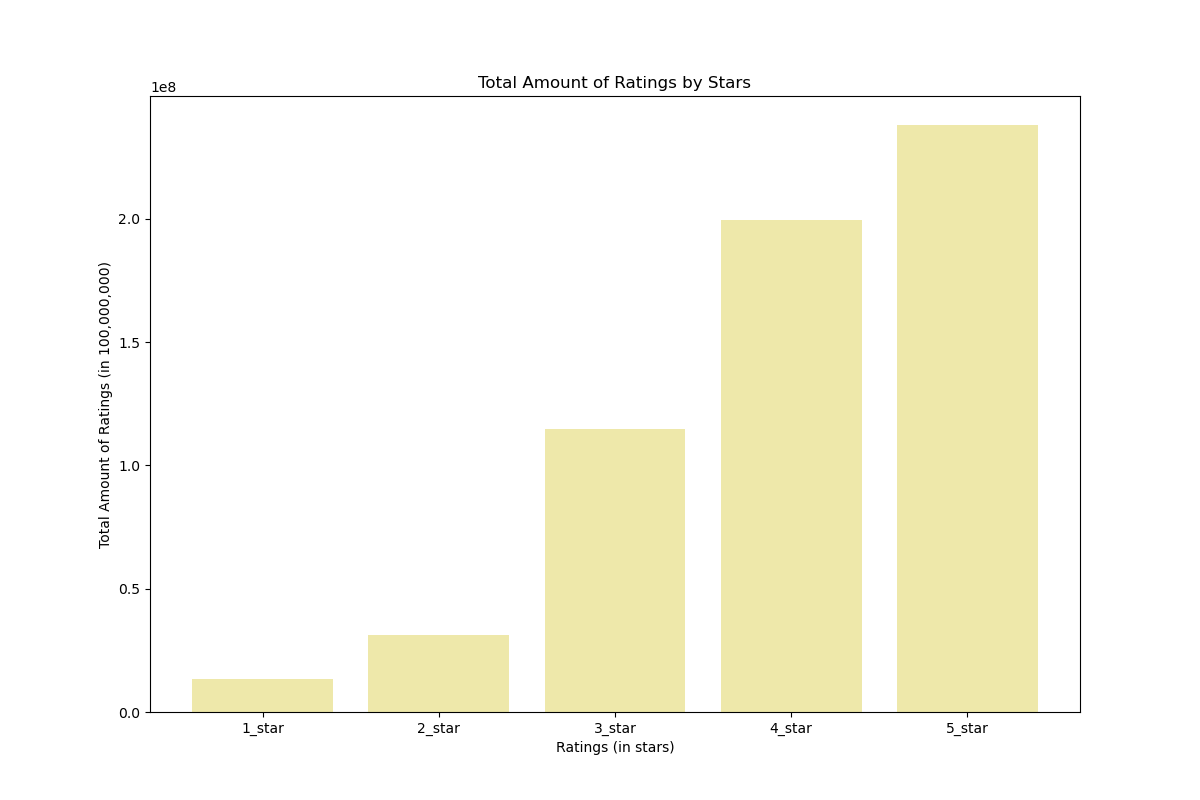 Total Amount of Ratings by Stars
1e8
2.0
1.5
1.0
0.5
0.0
Total Amount of Ratings (in 100,000,000)
1_star 2_star 3_star 4_star 5_star
Ratings (in stars)